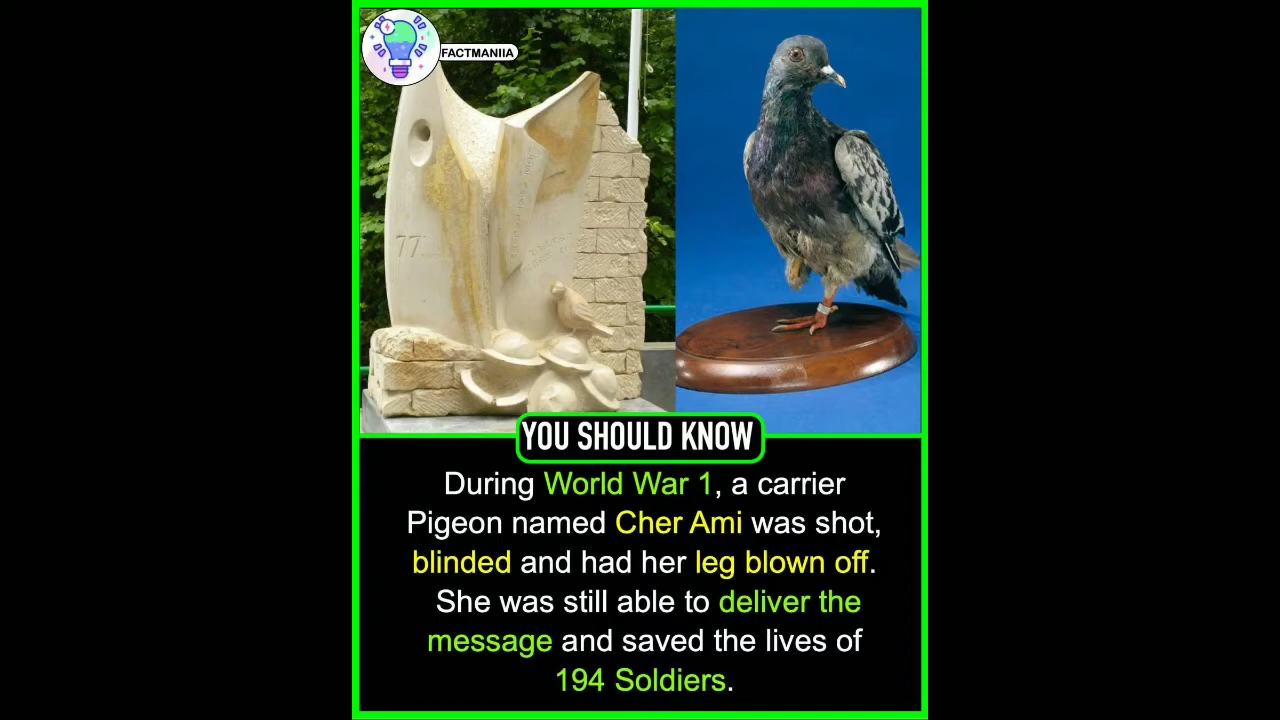 FACTMANIIA
77
YOU SHOULD KNOW
During World War 1, a carrier
Pigeon named Cher Ami was shot,
blinded and had her leg blown off.
She was still able to deliver the
message and saved the lives of
194 Soldiers.